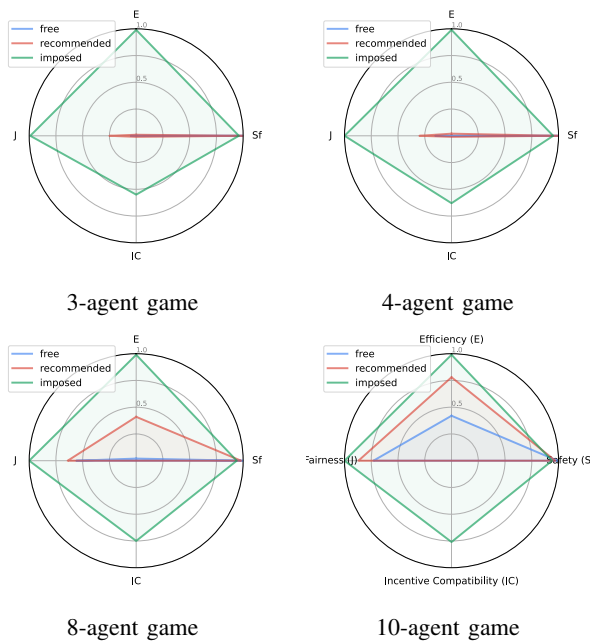 E
1.0
free
recommended
imposed
0.5
J
Sf
IC
3-agent game
E
1.0
free
recommended
imposed
0.5
J
Sf
IC
4-agent game
E
1.0
free
recommended
imposed
0.5
J
Sf
IC
8-agent game
Efficiency (E)
1.0
free
recommended
imposed
0.5
Fairness (J)
Safety (S
Incentive Compatibility (IC)
10-agent game